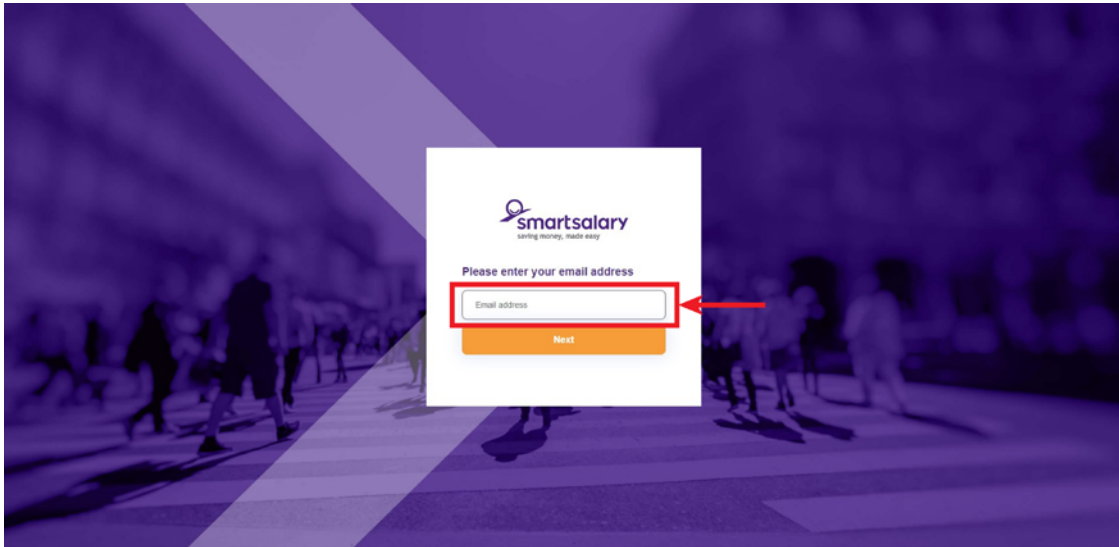 smartsalary
saving money, made easy
Please enter your email address
Email address
Next